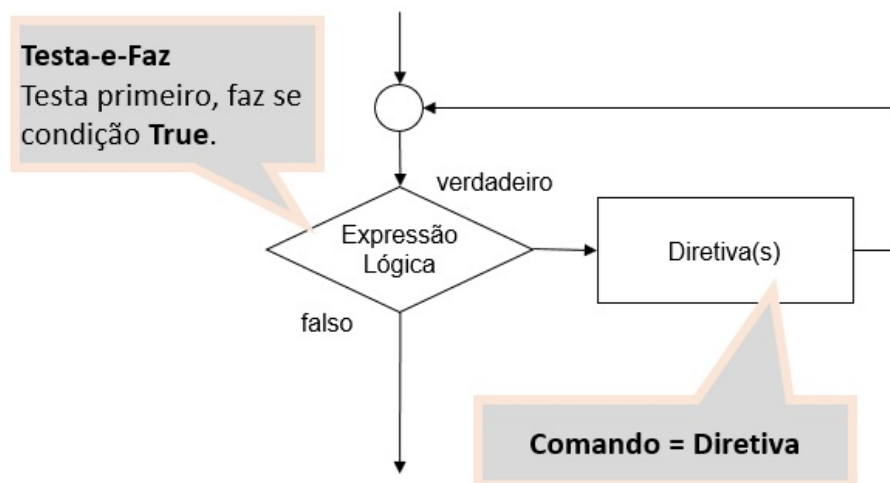 Testa-e-Faz
Testa primeiro, faz se
condição True.
verdadeiro
Expressão
Lógica
Diretiva(s)
falso
Comando = Diretiva